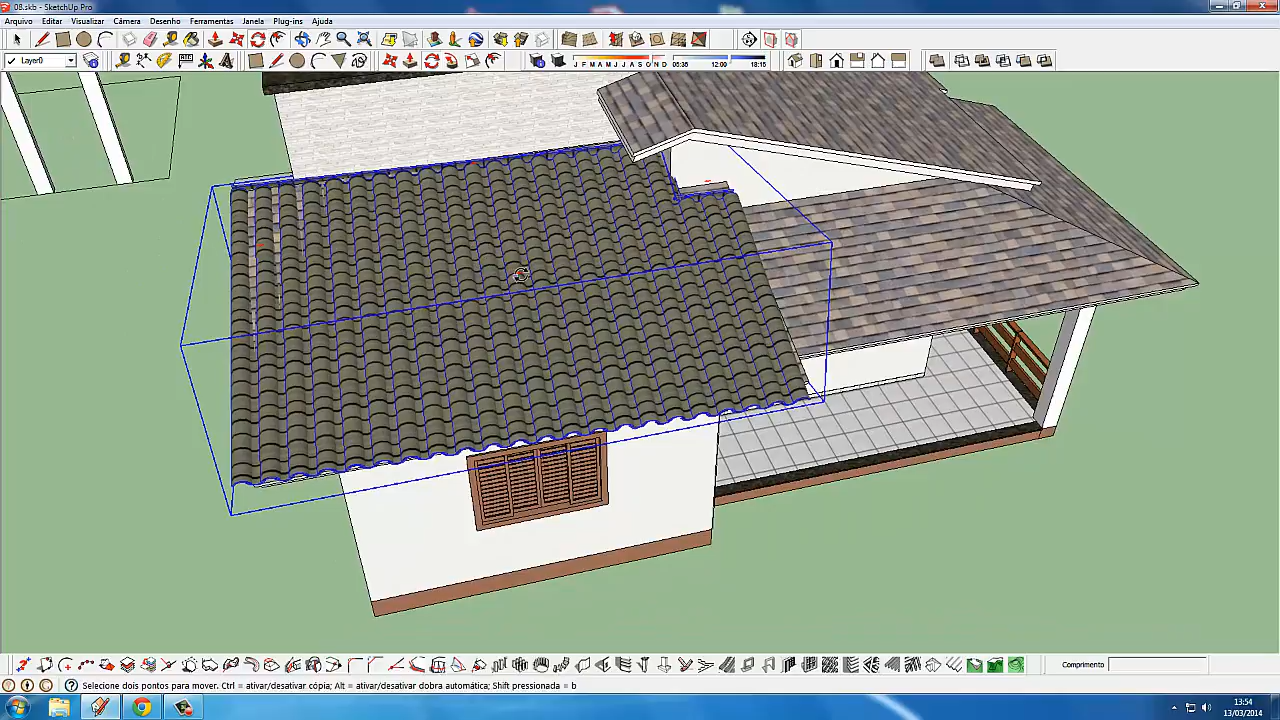 08.skb - SketchUp Pro
Arquivo Editar Visualizar Câmera Desenho Ferramentas Janela Plug-ins Ajuda
Layer0
J F M A M J J A S O N D 06:35 12:00 18:15
Comprimento
Selecione dois pontos para mover. Ctrl = ativar/desativar cópia; Alt = ativar/desativar dobra automática; Shift pressionada = b
13:54
13/03/2014